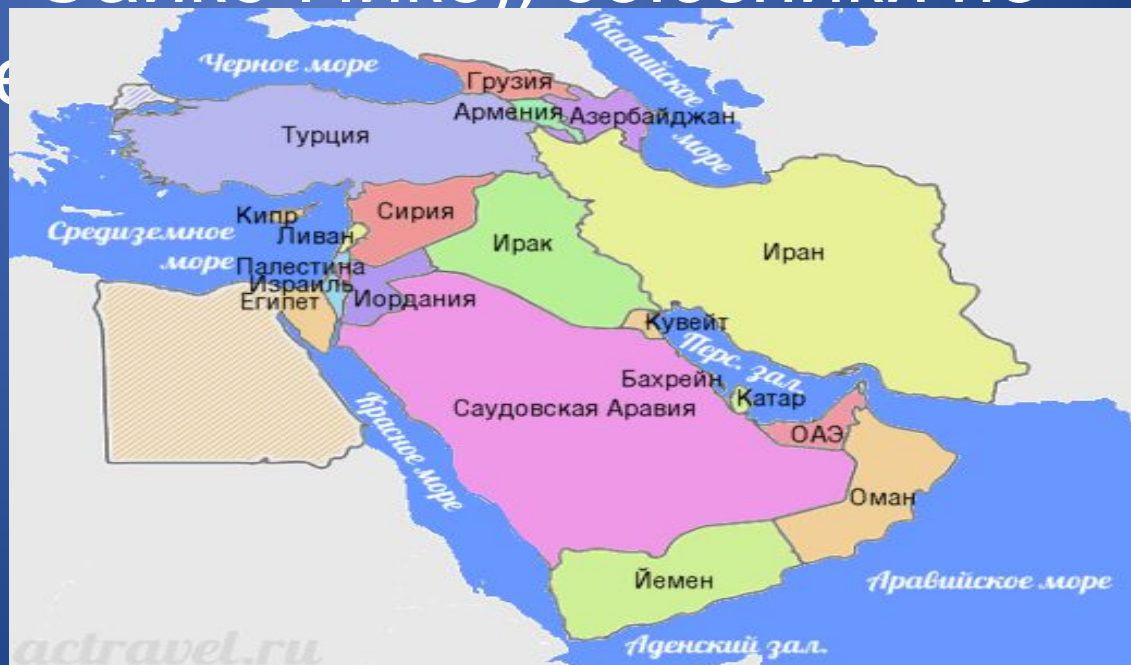 Черное море
Каспийское
море
Грузия
Армения
Азербайджан
Турция
Кипр
Сирия
Средиземное
море
Ливан
Ирак
Иран
Палестина
Израиль
Египет
Иордания
Кувейт
Перс. зал.
Бахрейн
Катар
Саудовская Аравия
ОАЭ
Красное море
Оман
Йемен
Аравийское море
Аденский зал.
actravel.ru